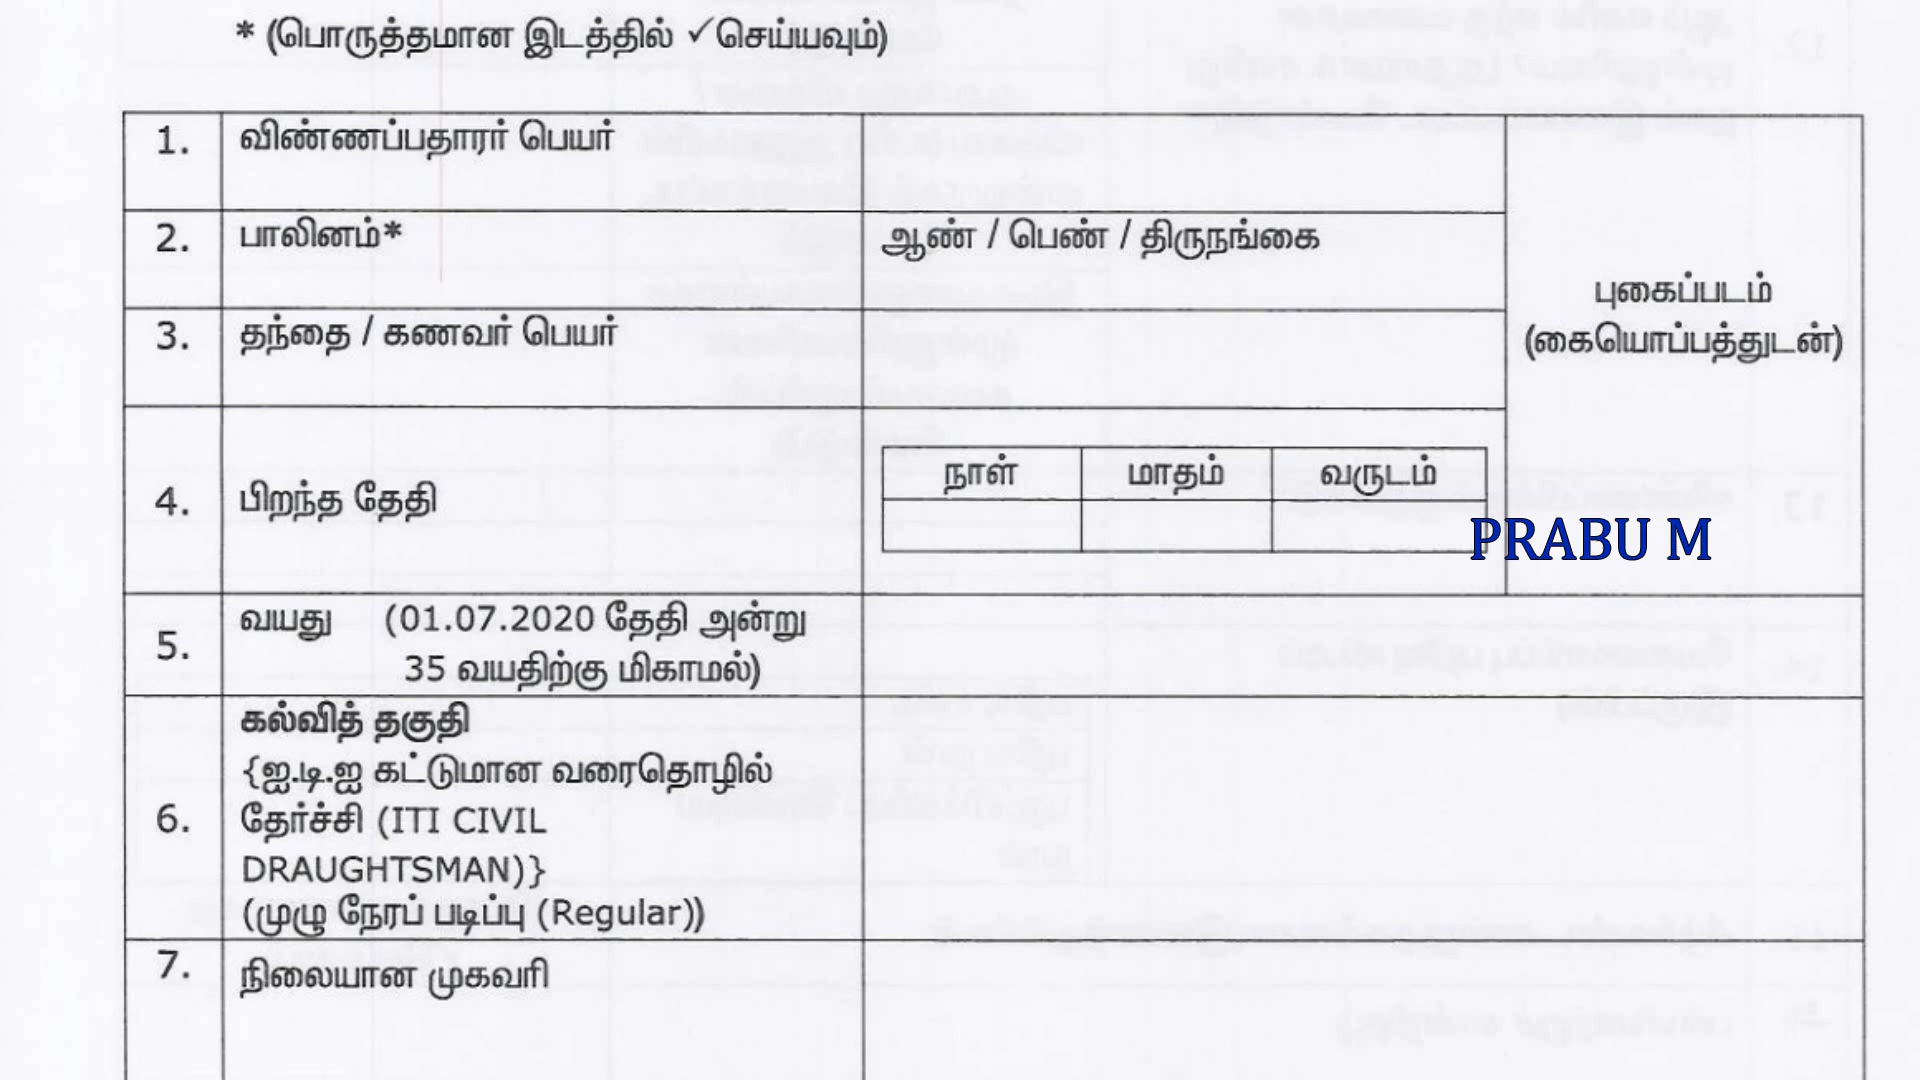 * (பொருத்தமான இடத்தில் ✓செய்யவும்)
1. விண்ணப்பதாரர் பெயர்
2. பாலினம்* ஆண் / பெண் / திருநங்கை
புகைப்படம்
(கையொப்பத்துடன்)
3. தந்தை / கணவர் பெயர்
நாள் மாதம் வருடம்
4. பிறந்த தேதி
PRABU M
5. வயது (01.07.2020 தேதி அன்று
35 வயதிற்கு மிகாமல்)
கல்வித் தகுதி
{ஐ.டி.ஐ கட்டுமான வரைதொழில்
6. தேர்ச்சி (ITI CIVIL
DRAUGHTSMAN)}
(முழு நேரப் படிப்பு (Regular))
7. நிலையான முகவரி